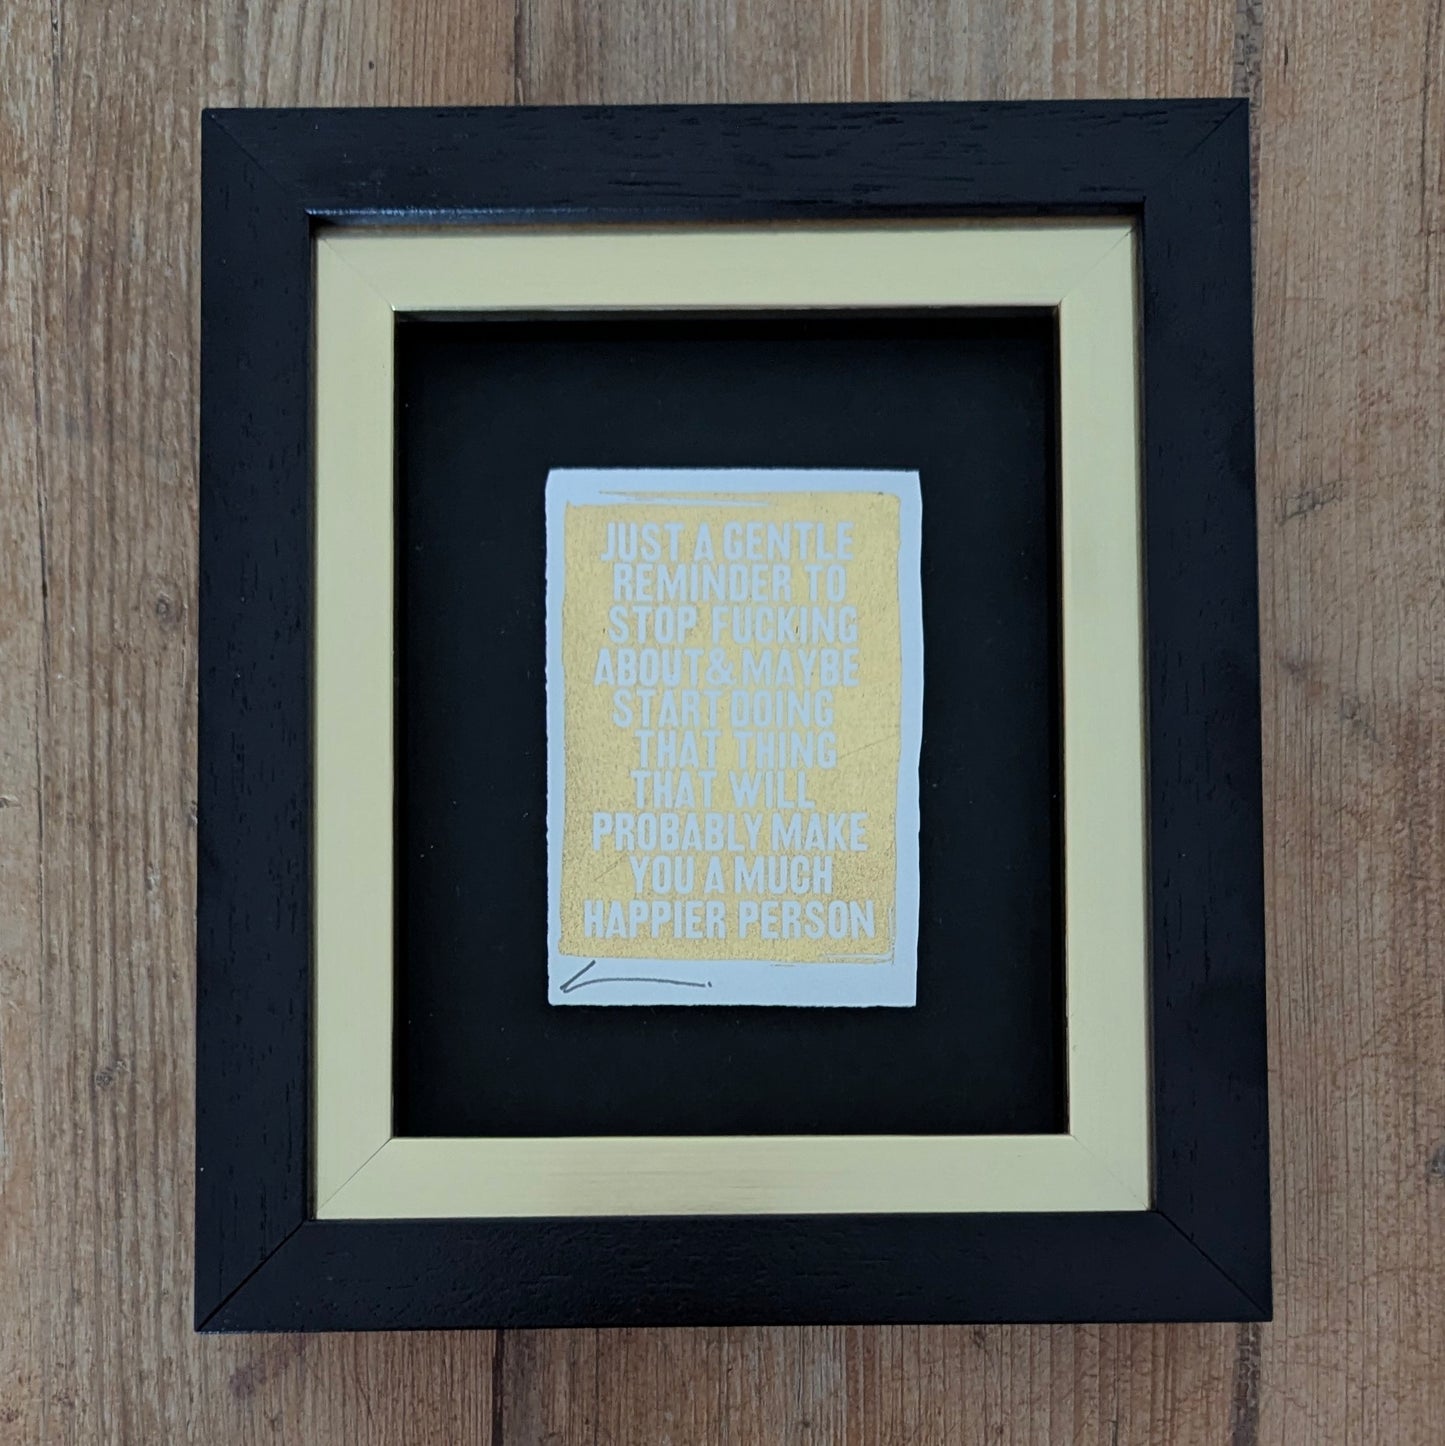 JUST A GENTLE
REMINDER TO
STOP FUCKING
ABOUT & MAYBE
START DOING
THAT THING
THAT WILL
PROBABLY MAKE
YOU A MUCH
HAPPIER PERSON